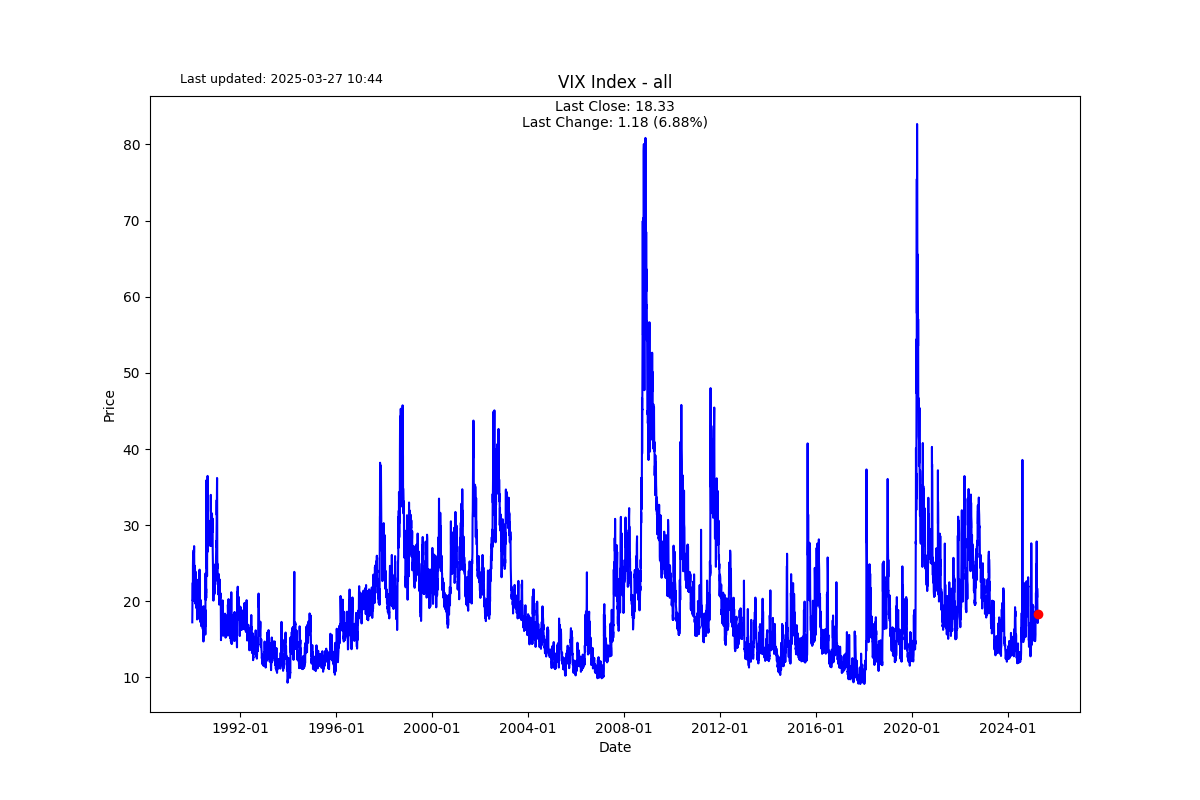 Last updated: 2025-03-27 10:44
VIX Index - all
Last Close: 18.33
Last Change: 1.18 (6.88%)
80
70
60
50
40
30
20
10
Price
1992-01 1996-01 2000-01 2004-01 2008-01 2012-01 2016-01 2020-01 2024-01
Date